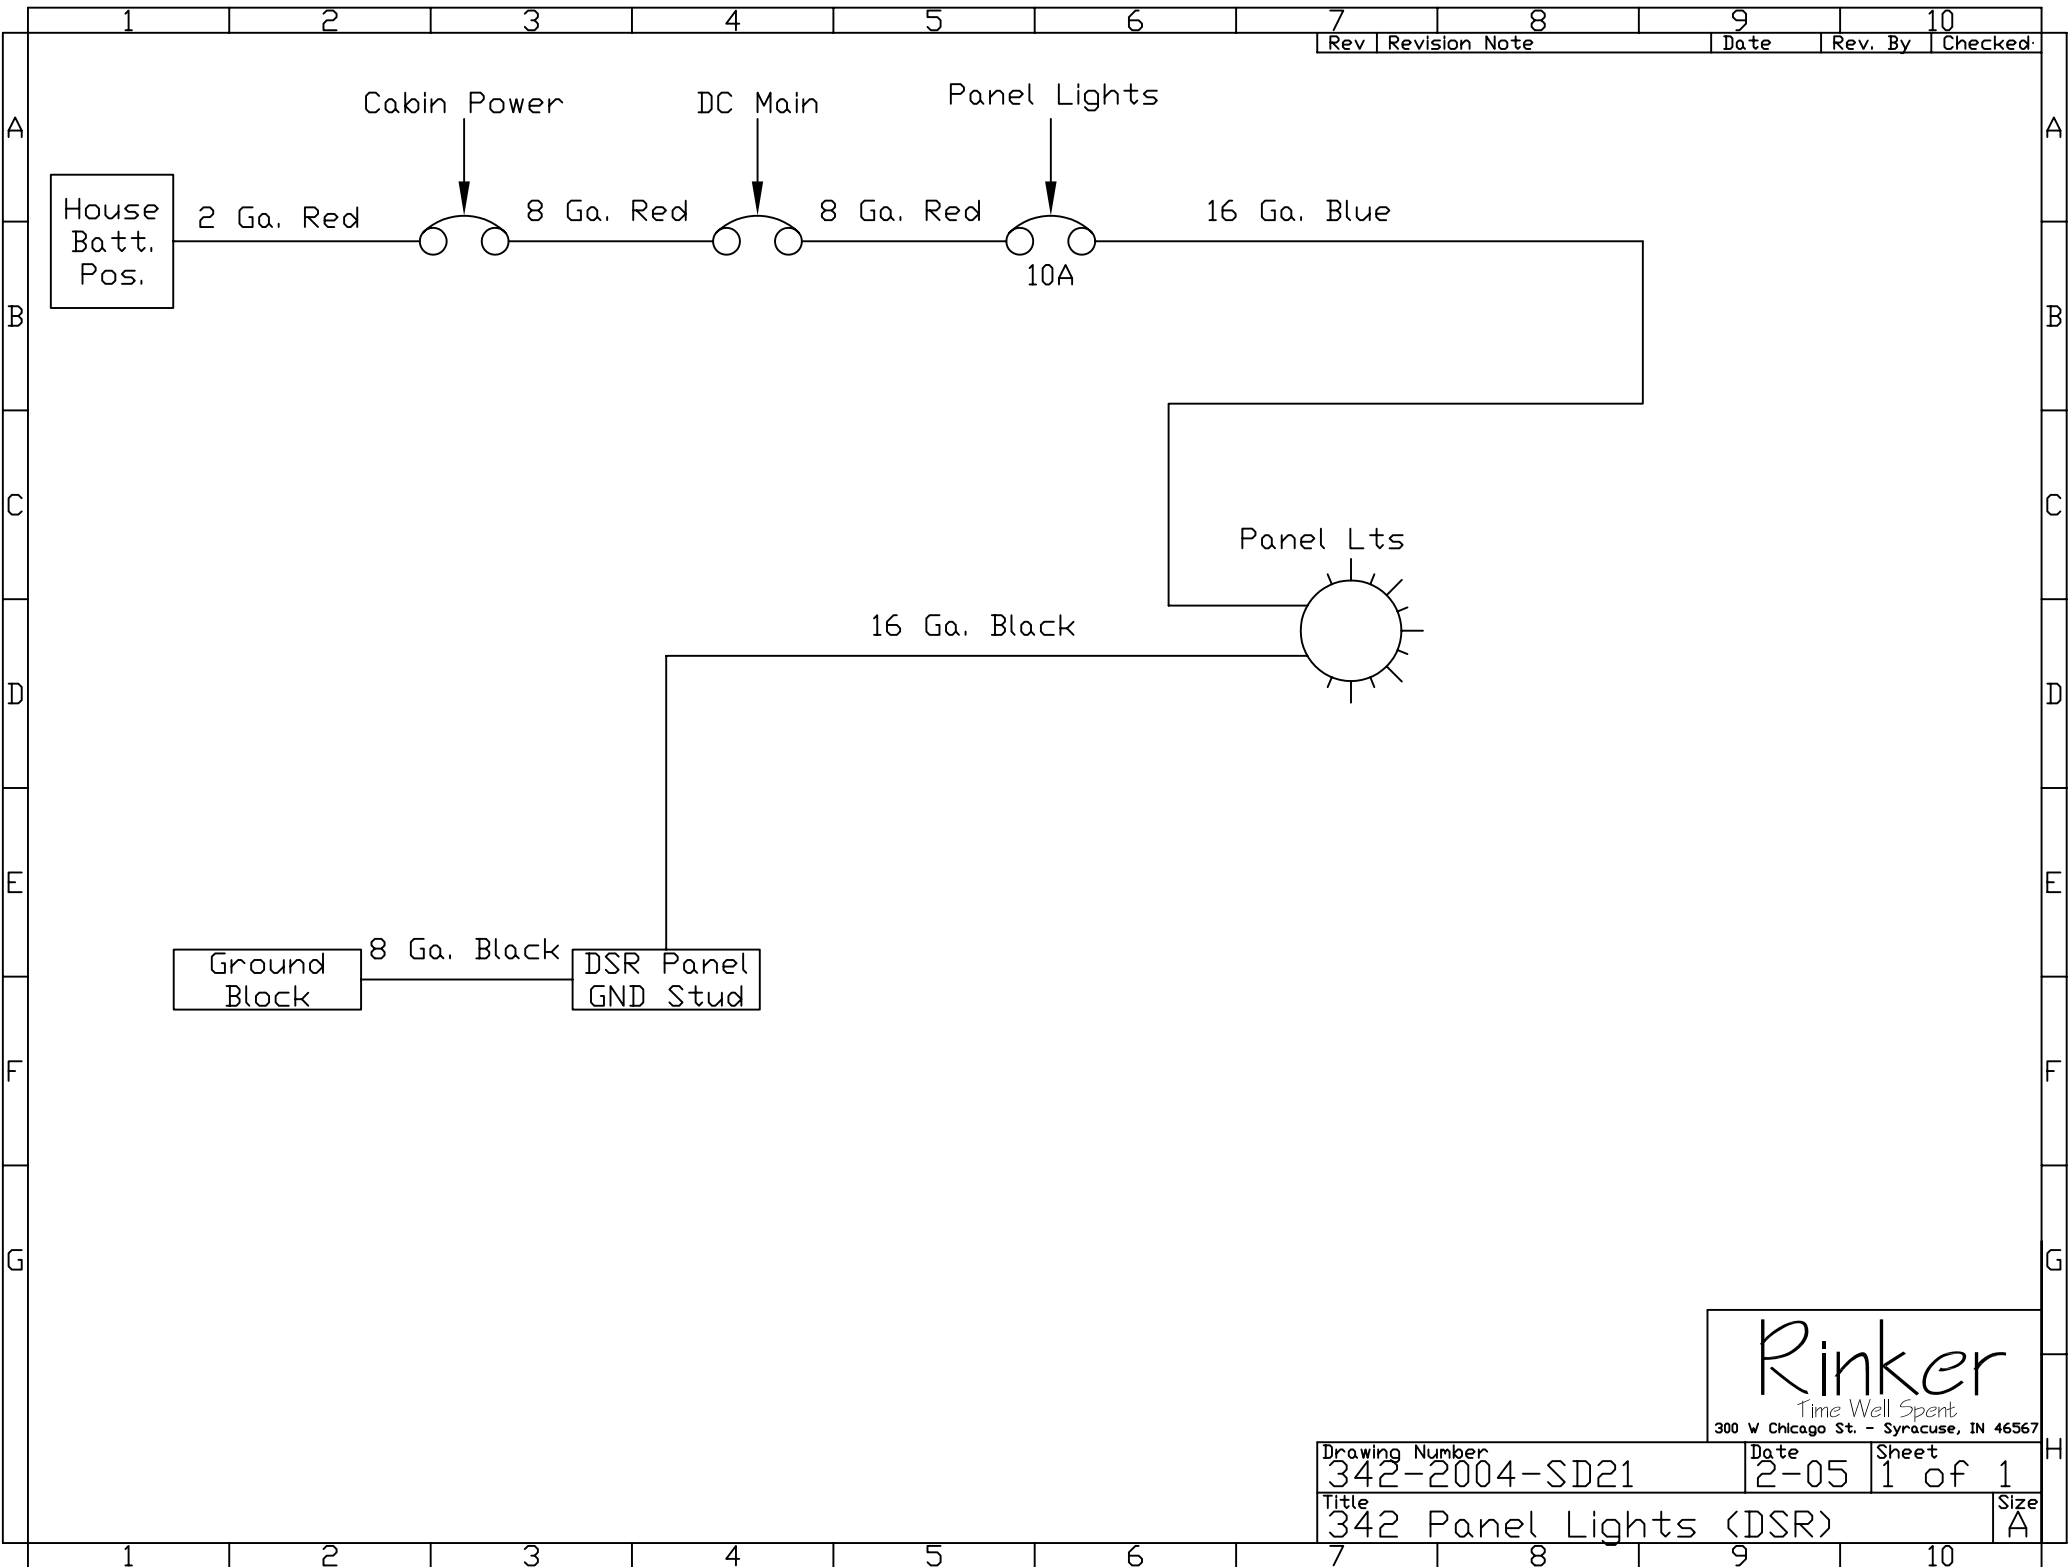 1 2 3 4 5 6 7 8 9 10
Rev Revision Note Date Rev. By Checked
Cabin Power DC Main Panel Lights
A A
House
Batt.
Pos.
2 Ga. Red 8 Ga. Red 8 Ga. Red 16 Ga. Blue
10A
B B
C C
Panel Lts
16 Ga. Black
D D
E E
8 Ga. Black
Ground
Block
DSR Panel
GND Stud
F F
G G
Rinker
Time Well Spent
300 W Chicago St. - Syracuse, IN 46567
H
Drawing Number Date Sheet
342-2004-SD21 2-05 1 of 1
Title Size
342 Panel Lights (DSR) A
1 2 3 4 5 6 7 8 9 10